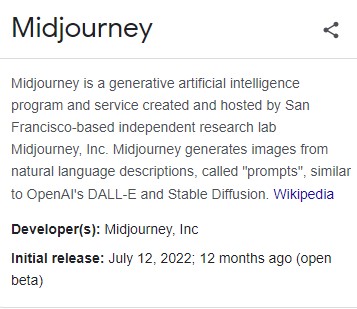 Midjourney
Midjourney is a generative artificial intelligence
program and service created and hosted by San
Francisco-based independent research lab
Midjourney, Inc. Midjourney generates images from
natural language descriptions, called "prompts", similar
to OpenAI's DALL-E and Stable Diffusion. Wikipedia
Developer(s): Midjourney, Inc
Initial release: July 12, 2022; 12 months ago (open
beta)